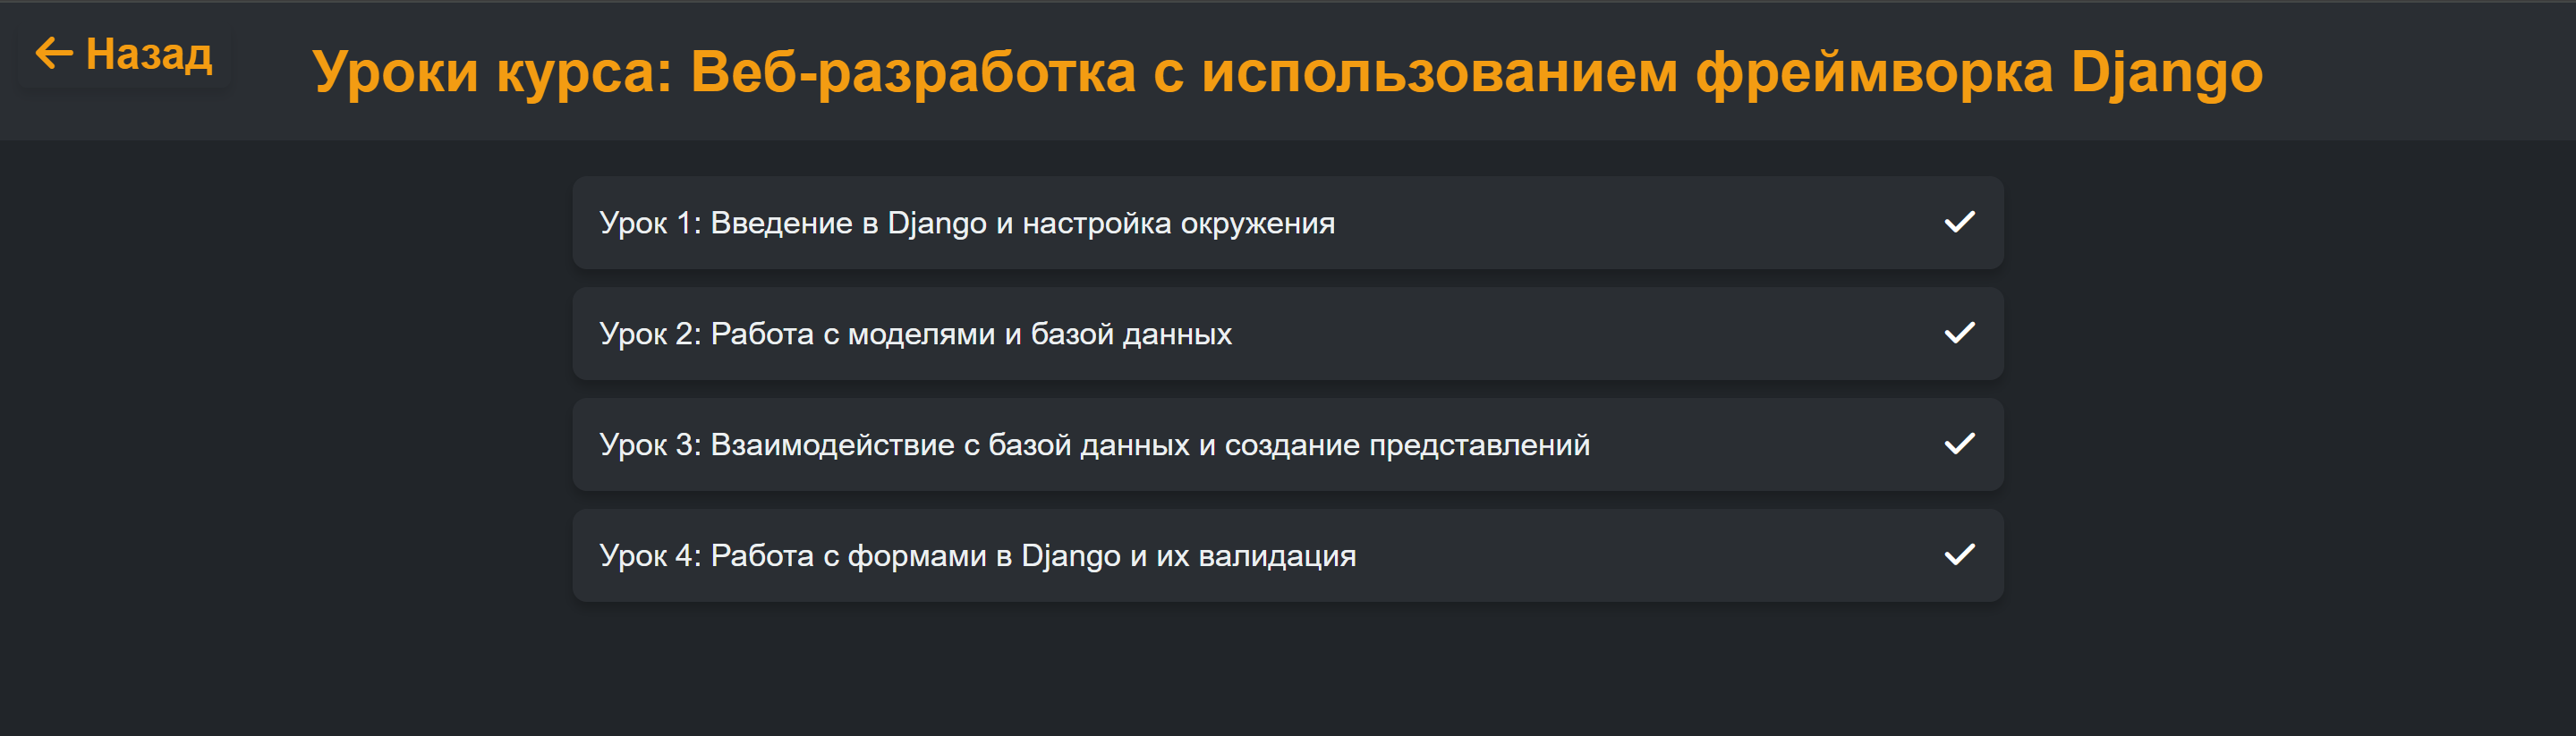 Назад
Уроки курса: Веб-разработка с использованием фреймворка Django
Урок 1: Введение в Django и настройка окружения
Урок 2: Работа с моделями и базой данных
Урок 3: Взаимодействие с базой данных и создание представлений
Урок 4: Работа с формами в Django и их валидация